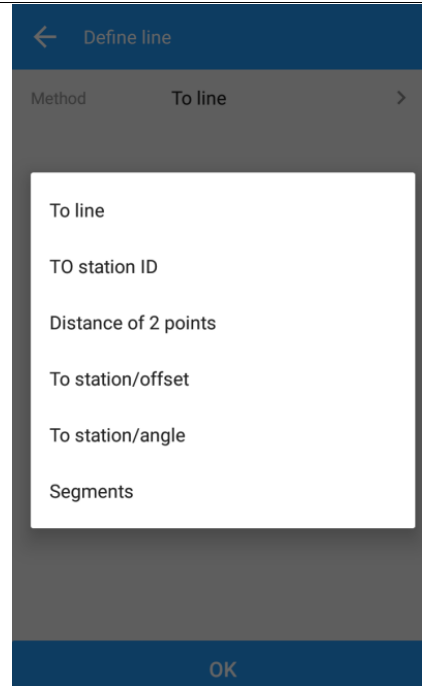 Define line
Method To line
To line
TO station ID
Distance of 2 points
To station/offset
To station/angle
Segments
OK